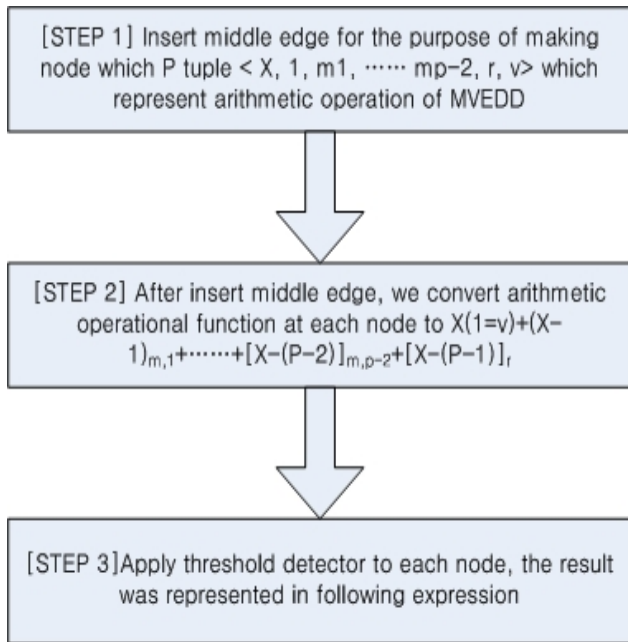 [STEP 1] Insert middle edge for the purpose of making
node which P tuple < X, 1, m1, ⋯⋯ mp-2, r, v> which
represent arithmetic operation of MVEDD
[STEP 2] After insert middle edge, we convert arithmetic
operational function at each node to X(1=v)+(X-
1)m,1+⋯⋯+[X-(P-2)]m,p-2+[X-(P-1)]r
[STEP 3]Apply threshold detector to each node, the result
was represented in following expression